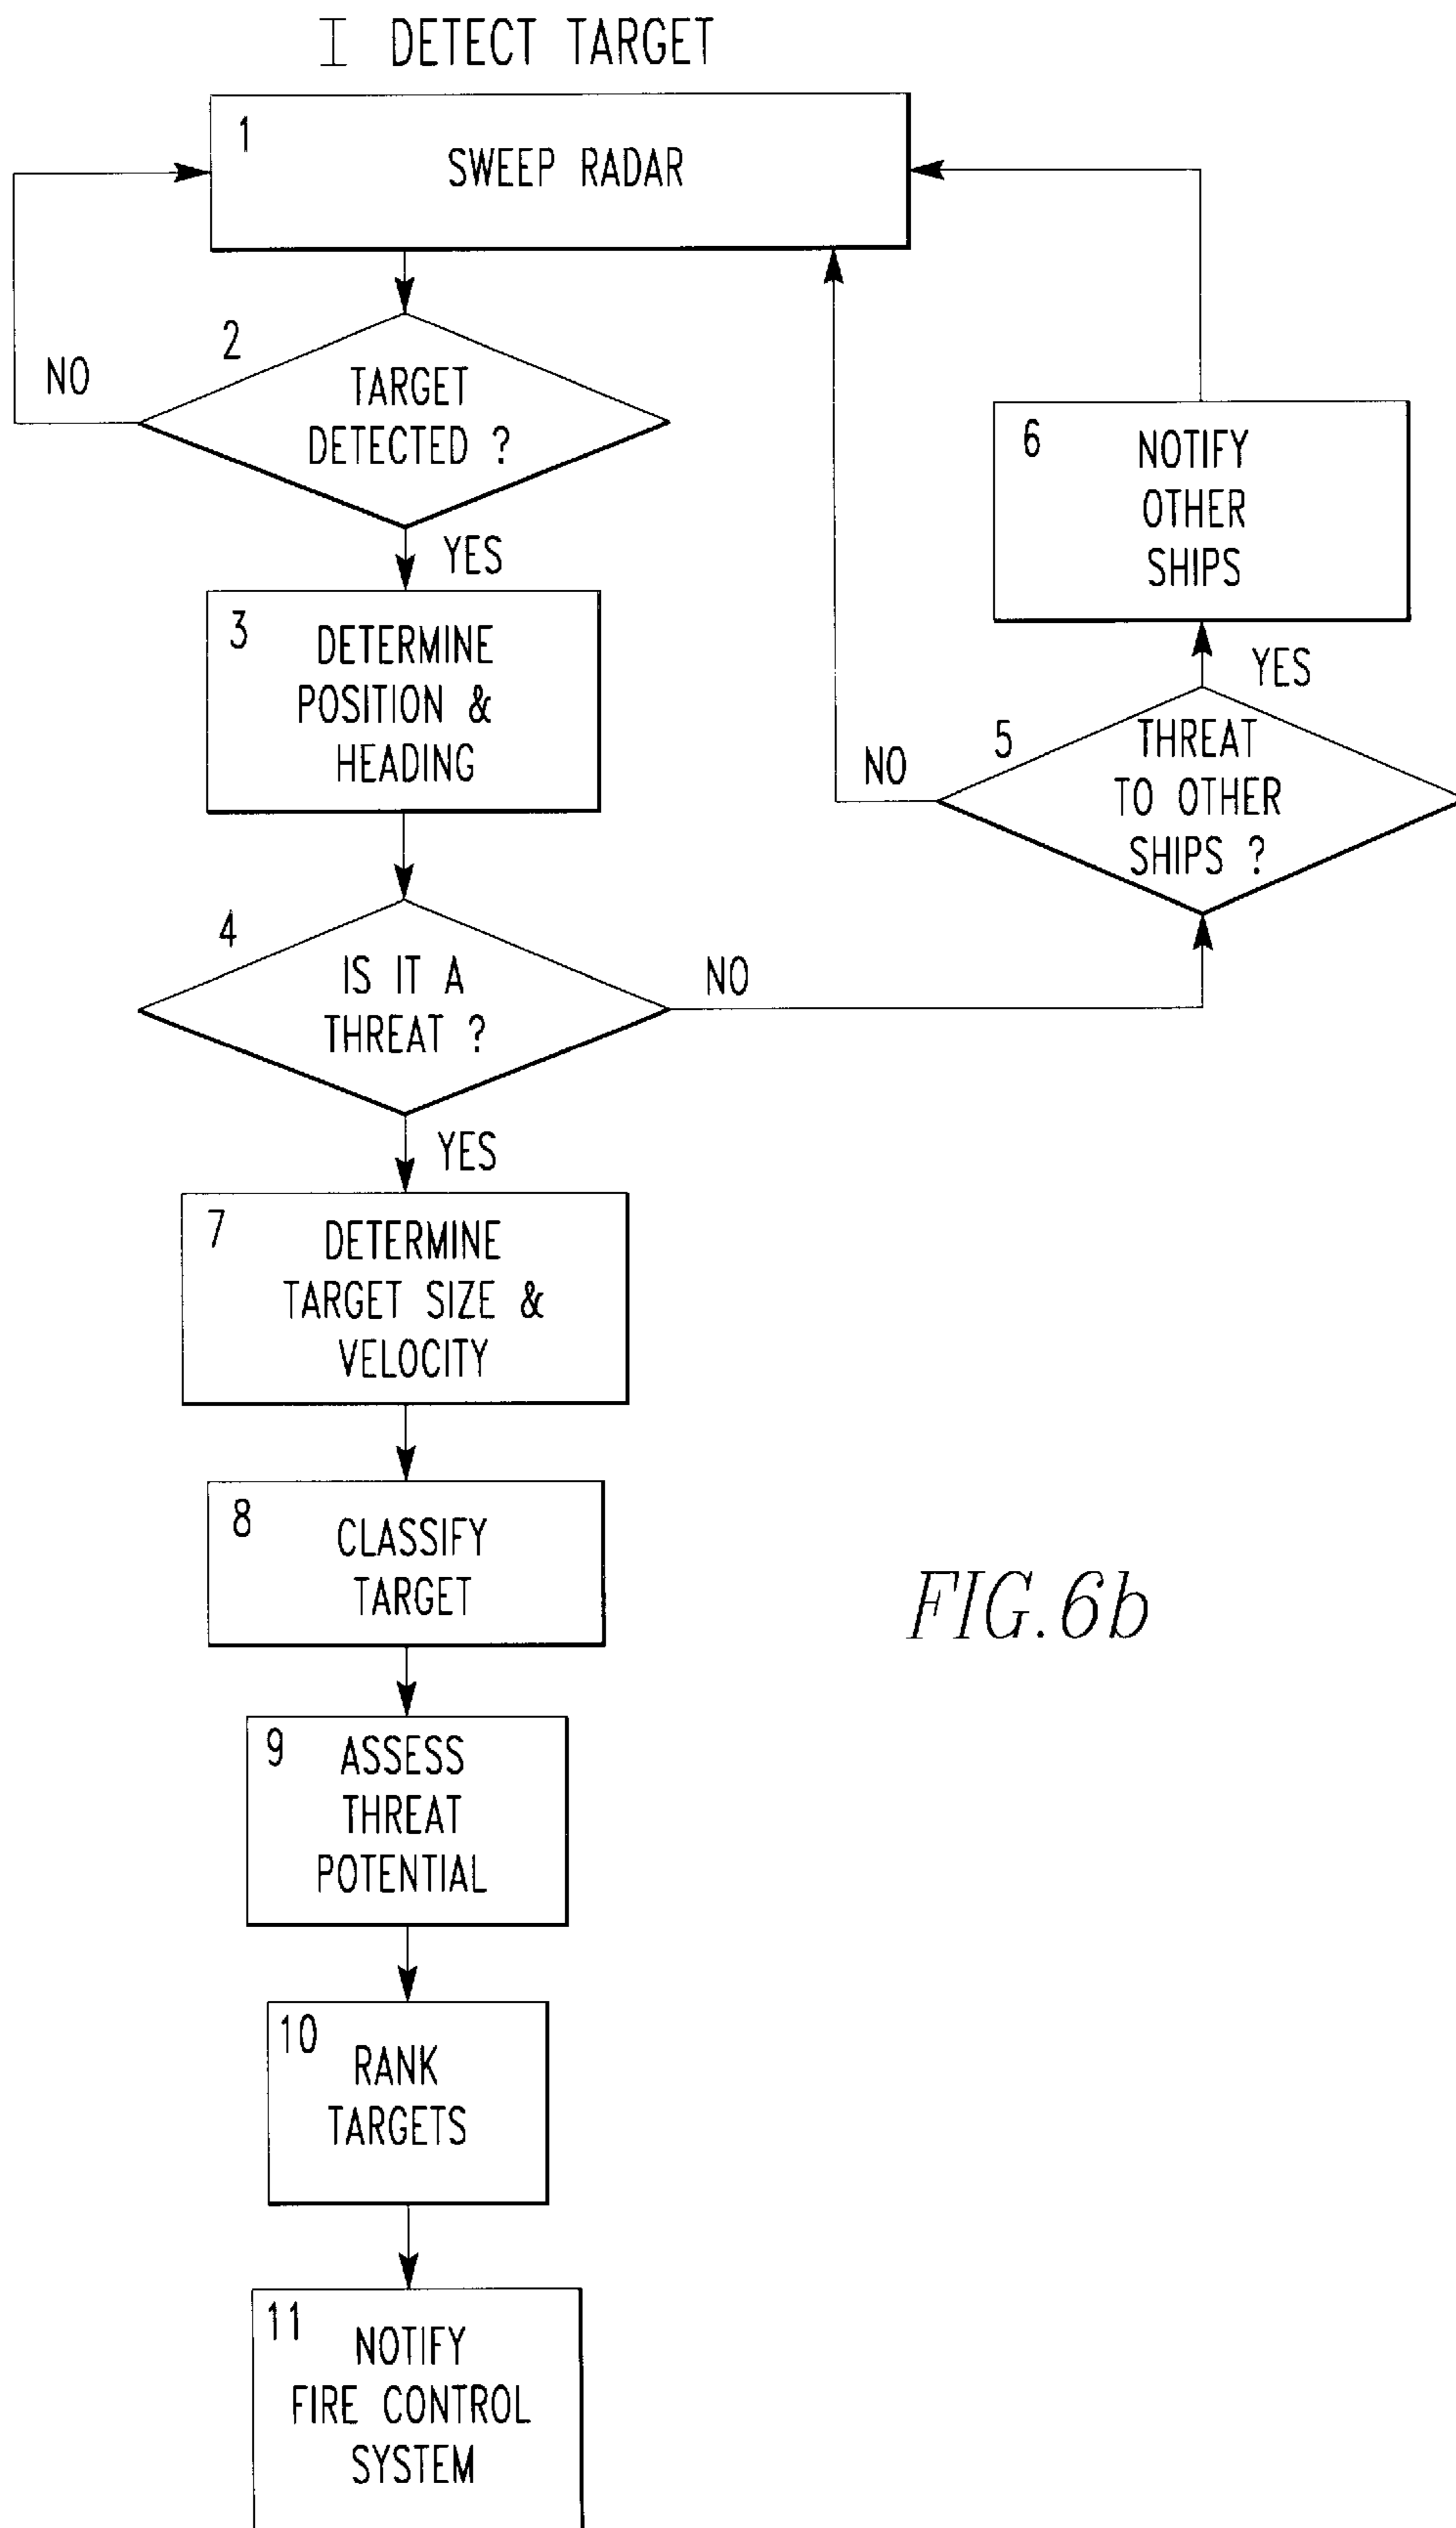 I DETECT TARGET
1
SWEEP RADAR
2
NO
TARGET
DETECTED ?
YES
3
DETERMINE
POSITION &
HEADING
4
IS IT A
THREAT ?
NO
5
THREAT
TO OTHER
SHIPS ?
NO
YES
6
NOTIFY
OTHER
SHIPS
YES
7
DETERMINE
TARGET SIZE &
VELOCITY
8
CLASSIFY
TARGET
9
ASSESS
THREAT
POTENTIAL
10
RANK
TARGETS
11
NOTIFY
FIRE CONTROL
SYSTEM
FIG.6b